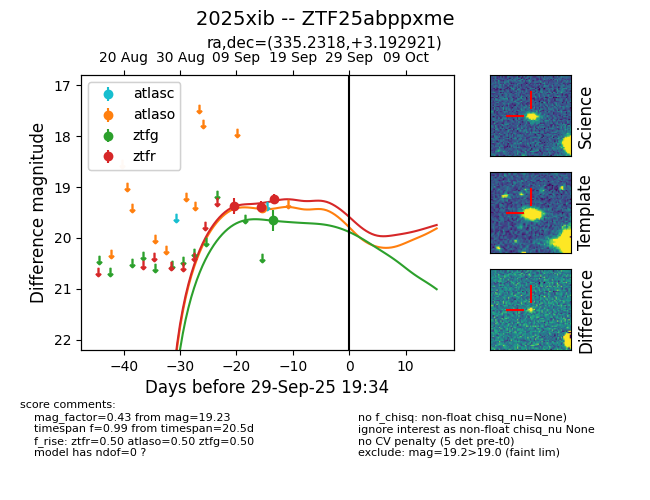 2025xib -- ZTF25abppxme
ra,dec=(335.2318,+3.192921)
20 Aug 30 Aug 09 Sep 19 Sep 29 Sep 09 Oct
17
18
19
20
21
22
Difference magnitude
atlasc
atlaso
ztfg
ztfr
−40 −30 −20 −10 0 10
Days before 29-Sep-25 19:34
Science
Template
Difference
score comments:
mag_factor=0.43 from mag=19.23
timespan f=0.99 from timespan=20.5d
f_rise: ztfr=0.50 atlaso=0.50 ztfg=0.50
model has ndof=0 ?
no f_chisq: non-float chisq_nu=None)
ignore interest as non-float chisq_nu None
no CV penalty (5 det pre-t0)
exclude: mag=19.2>19.0 (faint lim)